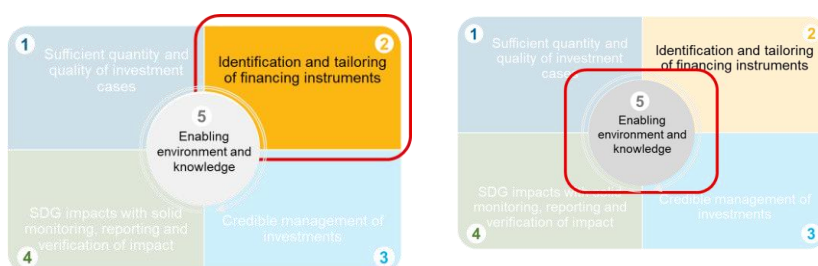 1
Sufficient quantity and
quality of investment
cases
2
Identification and tailoring
of financing instruments
5
Enabling
environment and
knowledge
SDG impacts with solid
monitoring, reporting and
verification of impact
4
Credible management of
investments
3
1
Sufficient quantity and
quality of investment
cases
2
Identification and tailoring
of financing instruments
5
Enabling
environment and
knowledge
SDG impacts with solid
monitoring, reporting and
verification of impact
4
Credible management of
investments
3